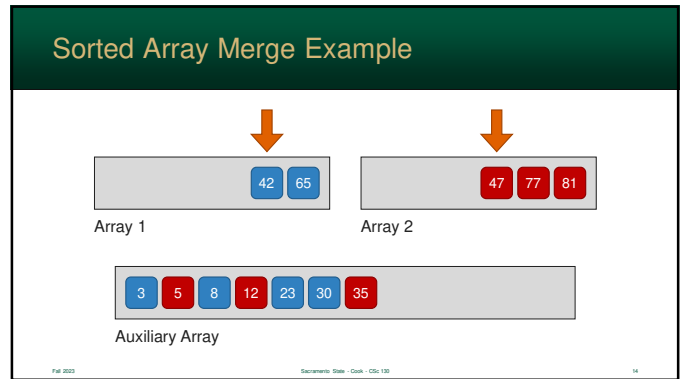 Sorted Array Merge Example
42 65
47 77 81
Array 1
Array 2
3 5 8 12 23 30 35
Auxiliary Array
Fall 2023
Sacramento State - Cook - CSc 130
14